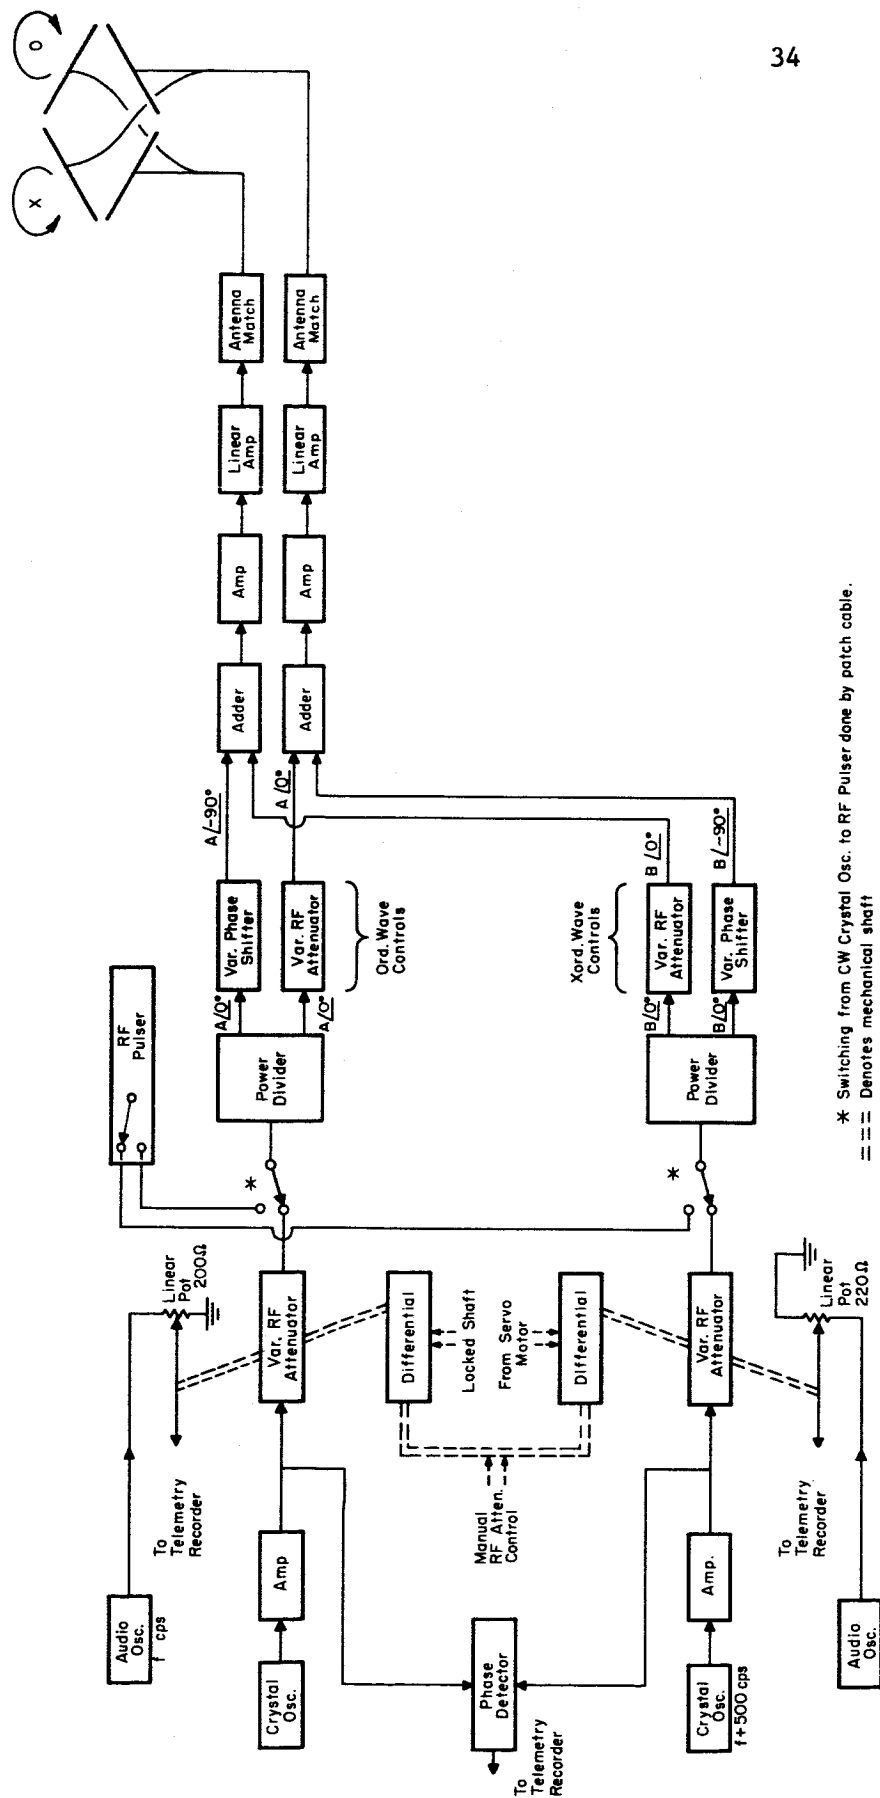 34
X
O
Antenna
Match
Antenna
Match
Linear
Amp
Linear
Amp
Amp
Amp
Adder
Adder
A/-90°
A/0°
B/0°
B/-90°
Var. Phase
Shifter
Var. RF
Attenuator
Ord. Wave
Controls
Xord. Wave
Controls
Var. RF
Attenuator
Var. Phase
Shifter
A/0°
A/0°
B/0°
B/0°
RF
Pulser
Power
Divider
Power
Divider
*
*
Linear
Pot
200Ω
Var. RF
Attenuator
Differential
Locked Shaft
From Servo
Motor
Differential
Var. RF
Attenuator
Linear
Pot
220Ω
To
Telemetry
Recorder
Manual
RF Atten.
Control
To
Telemetry
Recorder
Audio
Osc.
f cps
Amp
Crystal
Osc.
Phase
Detector
To
Telemetry
Recorder
Amp.
Crystal
Osc.
f+500 cps
Audio
Osc.
* Switching from CW Crystal Osc. to RF Pulser done by patch cable.
=== Denotes mechanical shaft